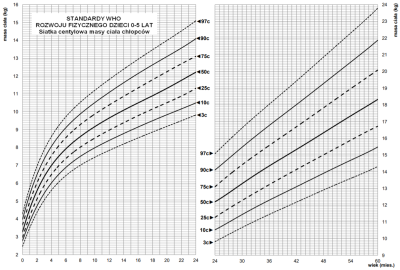 masa ciała (kg)
STANDARDY WHO
ROZWOJU FIZYCZNEGO DZIECI 0-5 LAT
Siatka centylowa masy ciała chłopców
16
15
14
13
12
11
10
9
8
7
6
5
4
3
2
97c
90c
75c
50c
25c
10c
3c
0 2 4 6 8 10 12 14 16 18 20 22 24
masa ciała (kg)
24
23
22
21
20
19
18
17
16
15
14
13
12
11
10
9
97c
90c
75c
50c
25c
10c
3c
24 30 36 42 48 54 60
wiek (mies.)